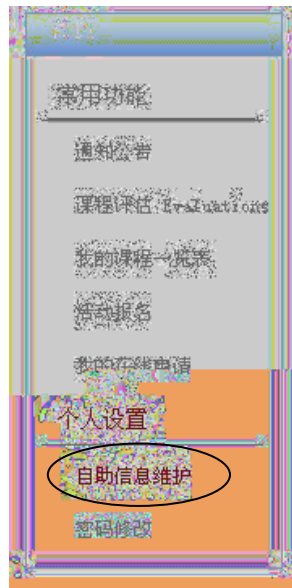 常用功能
通知公告
课程评估 Evaluations
我的课程一览表
活动报名
我的在线申请
个人设置
自助信息维护
密码修改